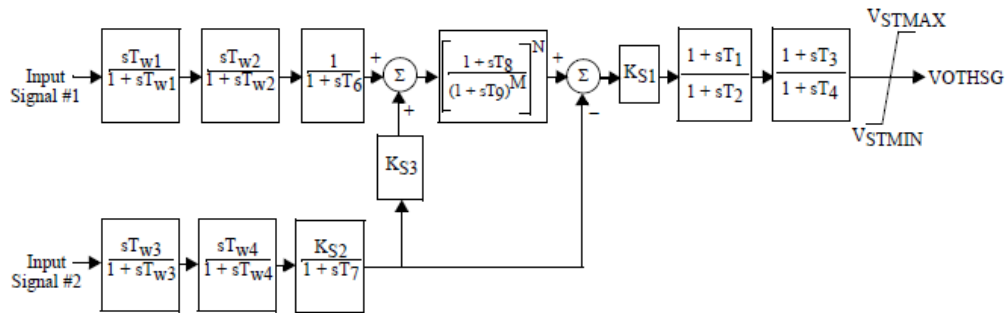 Input
Signal #1
sTw1
1 + sTw1
sTw2
1 + sTw2
1
1 + sT6
+
Σ
+
[ 1 + sT8 ]N
(1 + sT9)M
+
Σ
−
KS1
1 + sT1
1 + sT2
1 + sT3
1 + sT4
VSTMAX
VOTHSG
VSTMIN
KS3
Input
Signal #2
sTw3
1 + sTw3
sTw4
1 + sTw4
KS2
1 + sT7